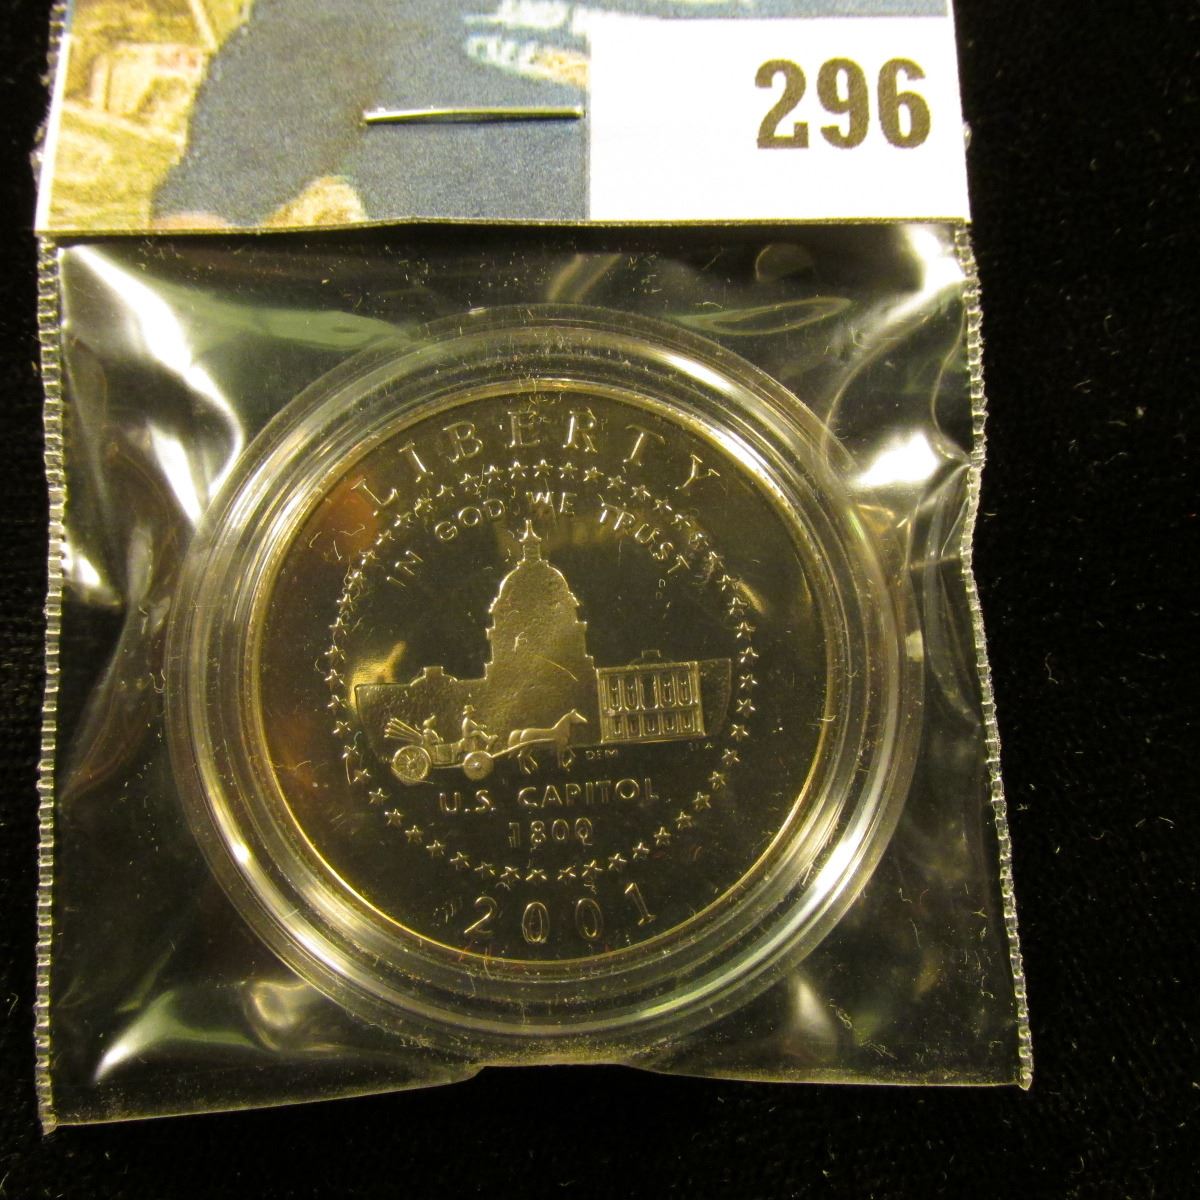 296
LIBERTY
IN GOD WE TRUST
U.S. CAPITOL
1800
2001